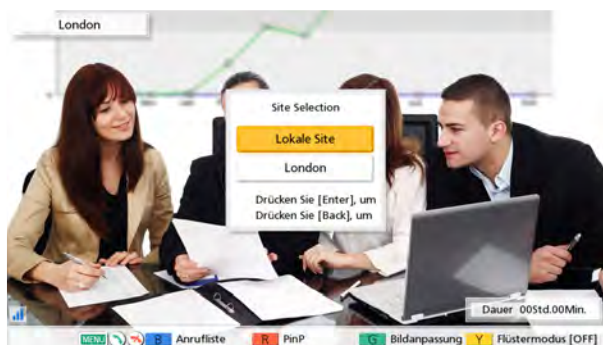 London
Site Selection
Lokale Site
London
Drücken Sie [Enter], um
Drücken Sie [Back], um
Dauer 00Std.00Min.
MENU B Anrufliste R PinP G Bildanpassung Y Flüstermodus [OFF]